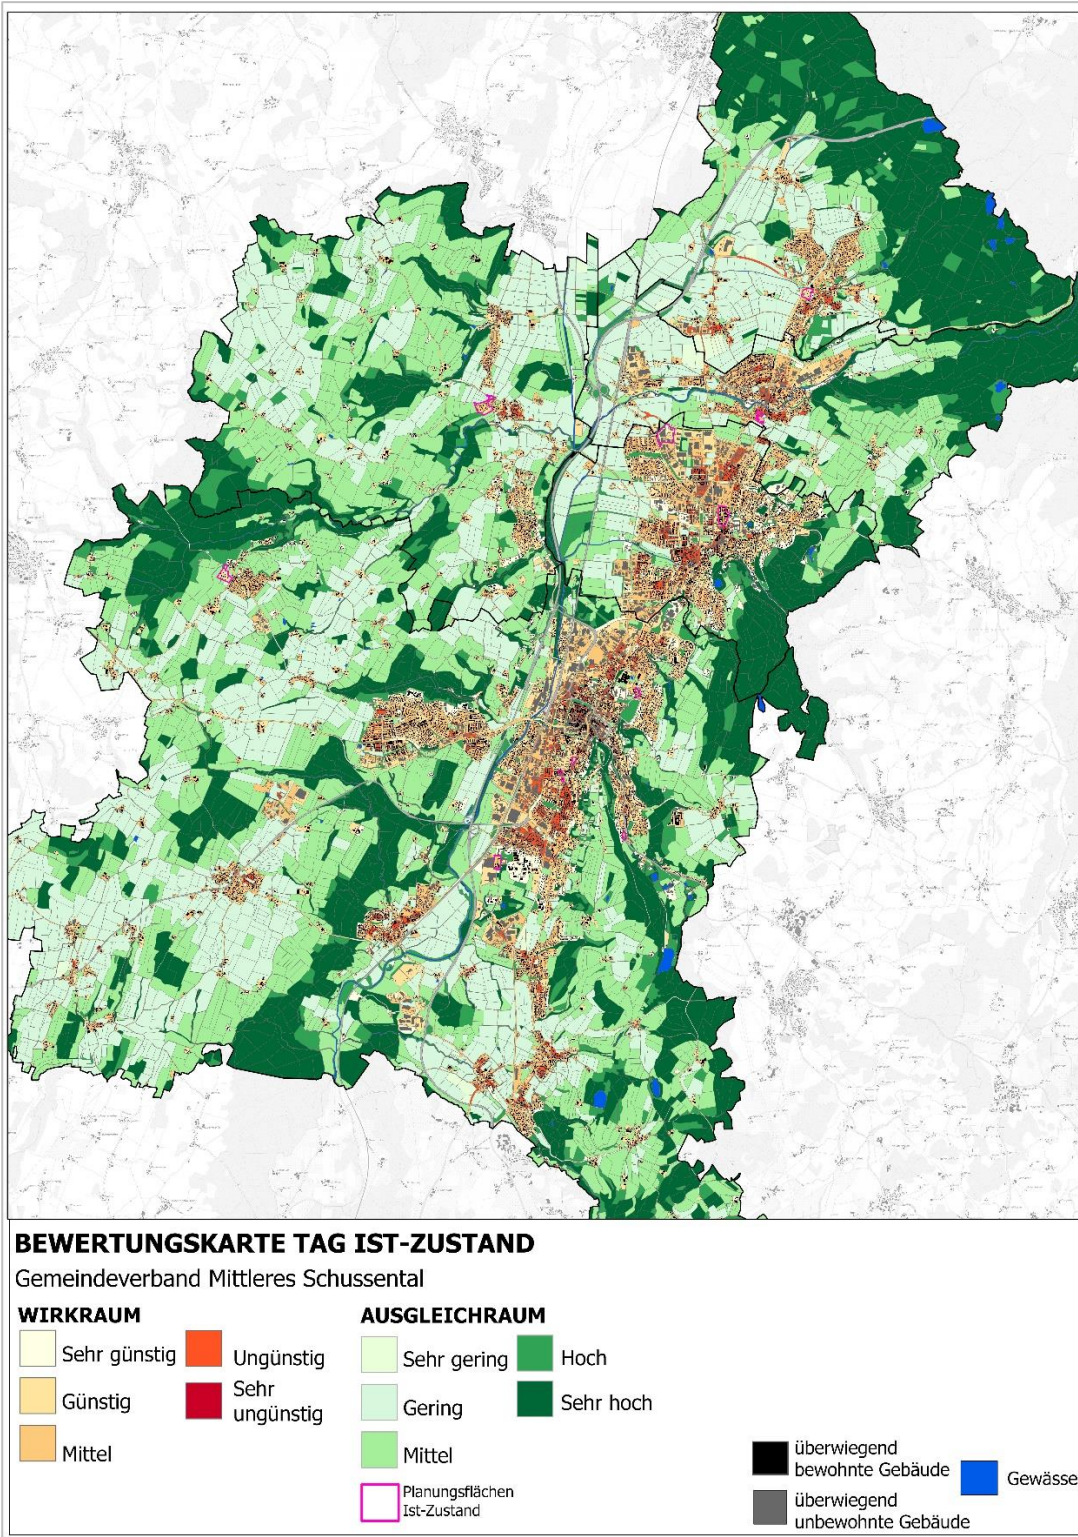 BEWERTUNGSKARTE TAG IST-ZUSTAND
Gemeindeverband Mittleres Schussental
WIRKRAUM
Sehr günstig
Günstig
Mittel
Ungünstig
Sehr
ungünstig
AUSGLEICHRAUM
Sehr gering
Gering
Mittel
Planungsflächen
Ist-Zustand
Hoch
Sehr hoch
überwiegend
bewohnte Gebäude
überwiegend
unbewohnte Gebäude
Gewässe